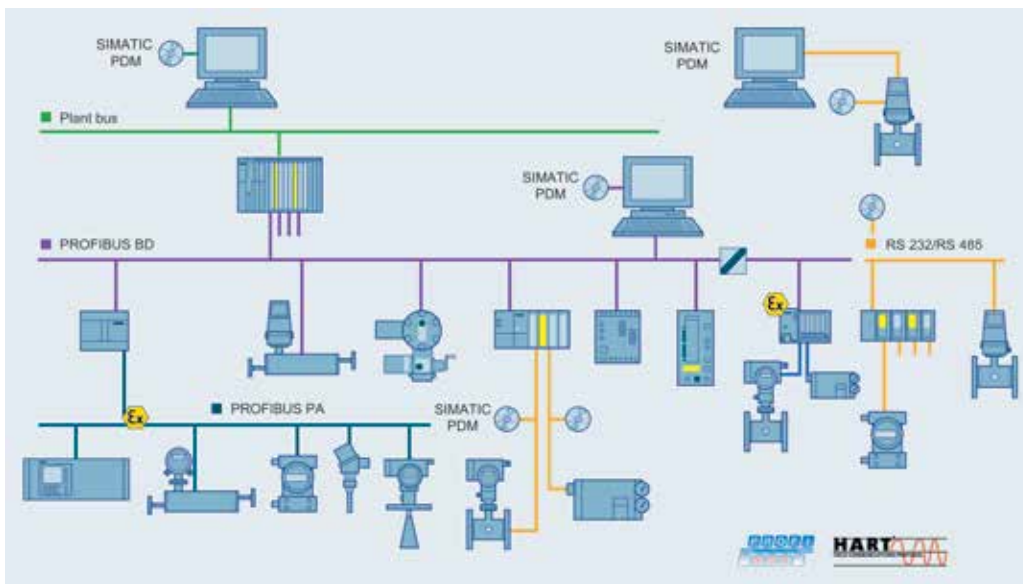 SIMATIC
PDM
SIMATIC
PDM
Plant bus
SIMATIC
PDM
PROFIBUS BD
RS 232/RS 485
Ex
Ex
PROFIBUS PA
SIMATIC
PDM
PROFI
HART